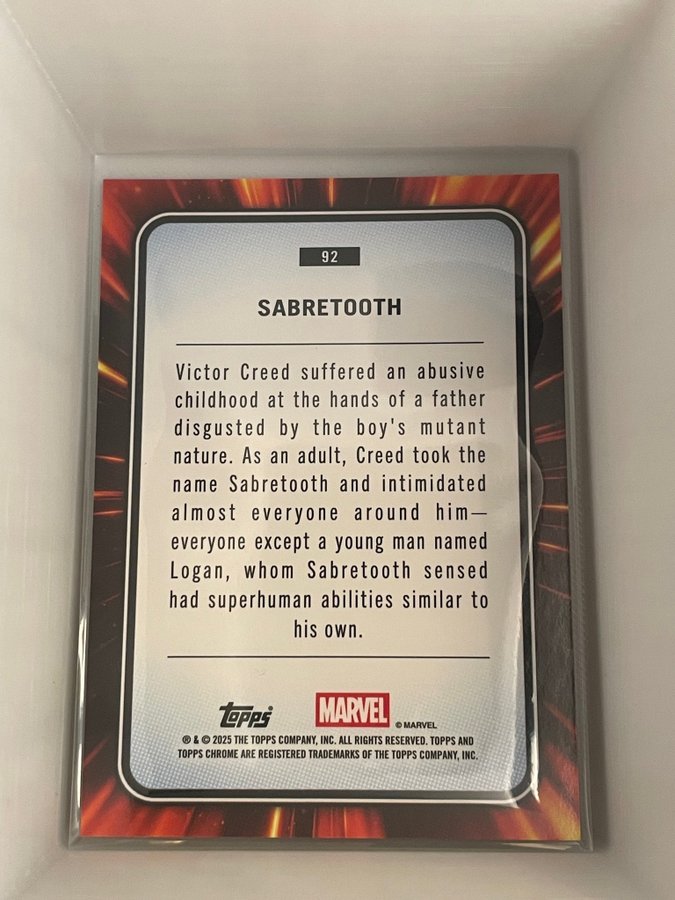 92
SABRETOOTH
Victor Creed suffered an abusive
childhood at the hands of a father
disgusted by the boy's mutant
nature. As an adult, Creed took the
name Sabretooth and intimidated
almost everyone around him—
everyone except a young man named
Logan, whom Sabretooth sensed
had superhuman abilities similar to
his own.
Topps® MARVEL © MARVEL
® & © 2025 THE TOPPS COMPANY, INC. ALL RIGHTS RESERVED. TOPPS AND
TOPPS CHROME ARE REGISTERED TRADEMARKS OF THE TOPPS COMPANY, INC.